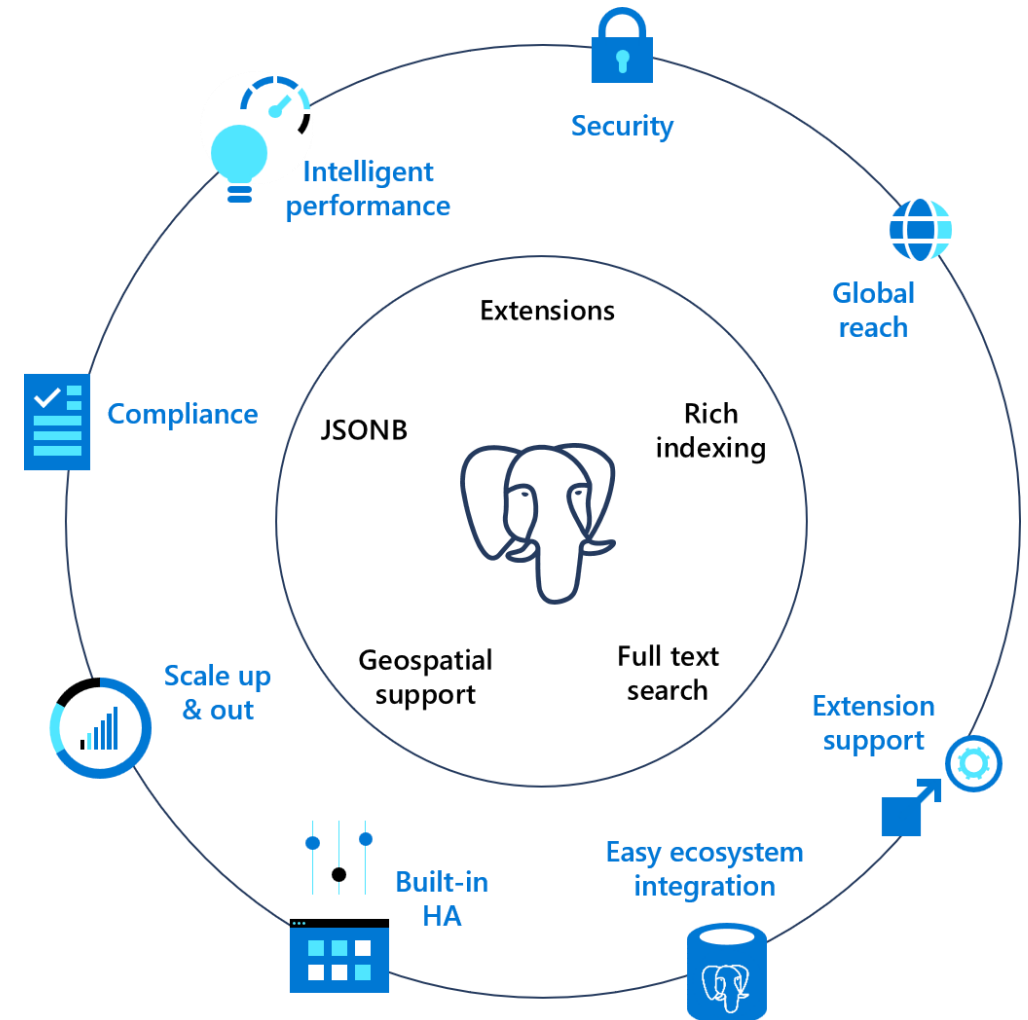 Security
Intelligent
performance
Global
reach
Extensions
Compliance
JSONB
Rich
indexing
Geospatial
support
Full text
search
Scale up
& out
Extension
support
Built-in
HA
Easy ecosystem
integration